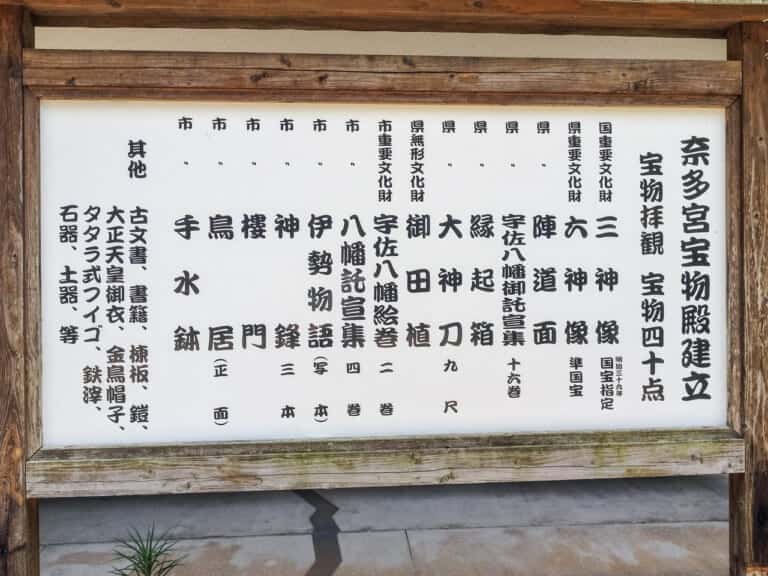 奈多宮宝物殿建立
宝物拝観 宝物四十点
国重要文化財 三神像 明治三十九年国宝指定
県重要文化財 六神像 準国宝
県 〃 陣道面
県 〃 宇佐八幡御託宣集 十六巻
県 〃 縁起箱
県 〃 大神刀 九尺
県無形文化財 御田植
市重要文化財 宇佐八幡絵巻 二巻
市 〃 八幡託宣集 四巻
市 〃 伊勢物語 (写本)
市 〃 神鋒 三本
市 〃 樓門
市 〃 鳥居 (正面)
市 〃 手水鉢
其他 古文書、書籍、棟板、鎧、
大正天皇御衣、金烏帽子、
タタラ式フイゴ、鉄滓、
石器、土器、等